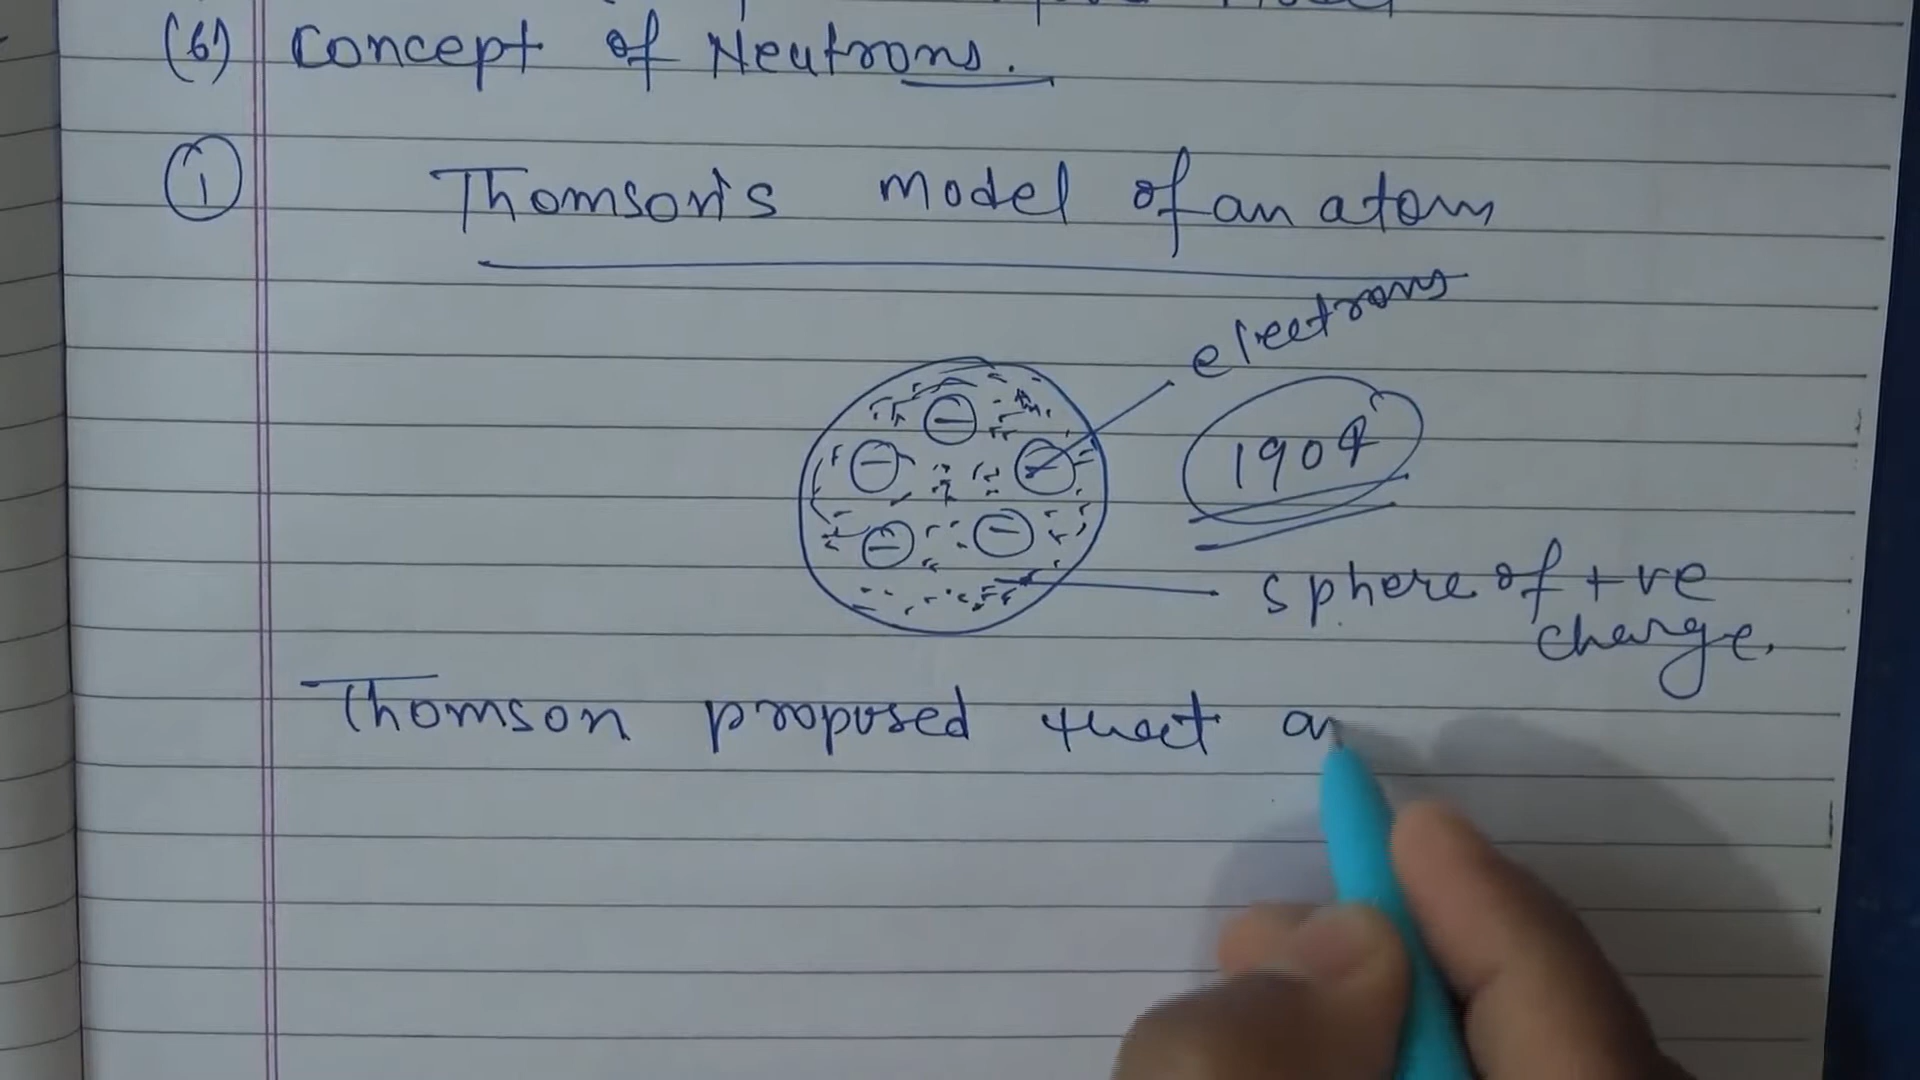 (6) Concept of Neutrons.
① Thomson's model of an atom
electrons
1904
sphere of +ve
charge.
Thomson proposed that an